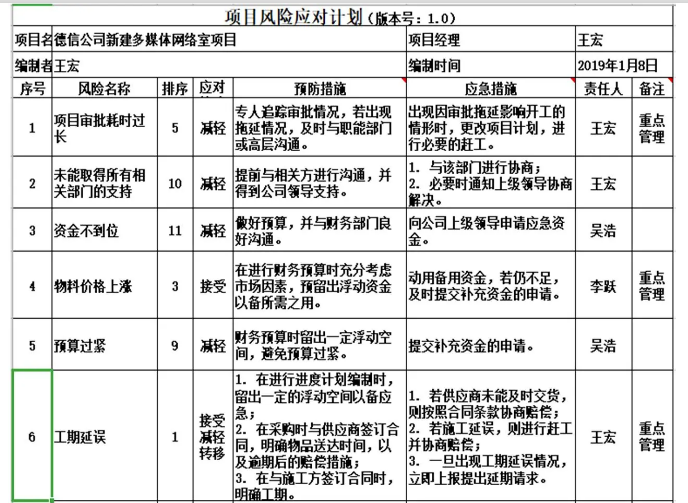 项目风险应对计划（版本号：1.0）
项目名 德信公司新建多媒体网络室项目 项目经理 王宏
编制者 王宏 编制时间 2019年1月8日
序号 风险名称 排序 应对 预防措施 应急措施 责任人 备注
1 项目审批耗时过长 5 减轻 专人追踪审批情况，若出现拖延情况，及时与职能部门或高层沟通。 出现因审批拖延影响开工的情形时，更改项目计划，进行必要的赶工。 王宏 重点管理
2 未能取得所有相关部门的支持 10 减轻 提前与相关方进行沟通，并得到公司领导支持。 1. 与该部门进行协商； 2. 必要时通知上级领导协商解决。 王宏
3 资金不到位 11 减轻 做好预算，并与财务部门良好沟通。 向公司上级领导申请应急资金。 吴浩
4 物料价格上涨 3 接受 在进行财务预算时充分考虑市场因素，预留出浮动资金以备所需之用。 动用备用资金，若仍不足，及时提交补充资金的申请。 李跃 重点管理
5 预算过紧 9 减轻 财务预算时留出一定浮动空间，避免预算过紧。 提交补充资金的申请。 吴浩
6 工期延误 1 接受 减轻 转移 1. 在进行进度计划编制时，留出一定的浮动空间以备应急； 2. 在采购时与供应商签订合同，明确物品送达时间，以及逾期后的赔偿措施； 3. 在与施工方签订合同时，明确工期。 1. 若供应商未能及时交货，则按照合同条款协商赔偿； 2. 若施工延误，则进行赶工并协商赔偿； 3. 一旦出现工期延误情况，立即上报提出延期请求。 王宏 重点管理